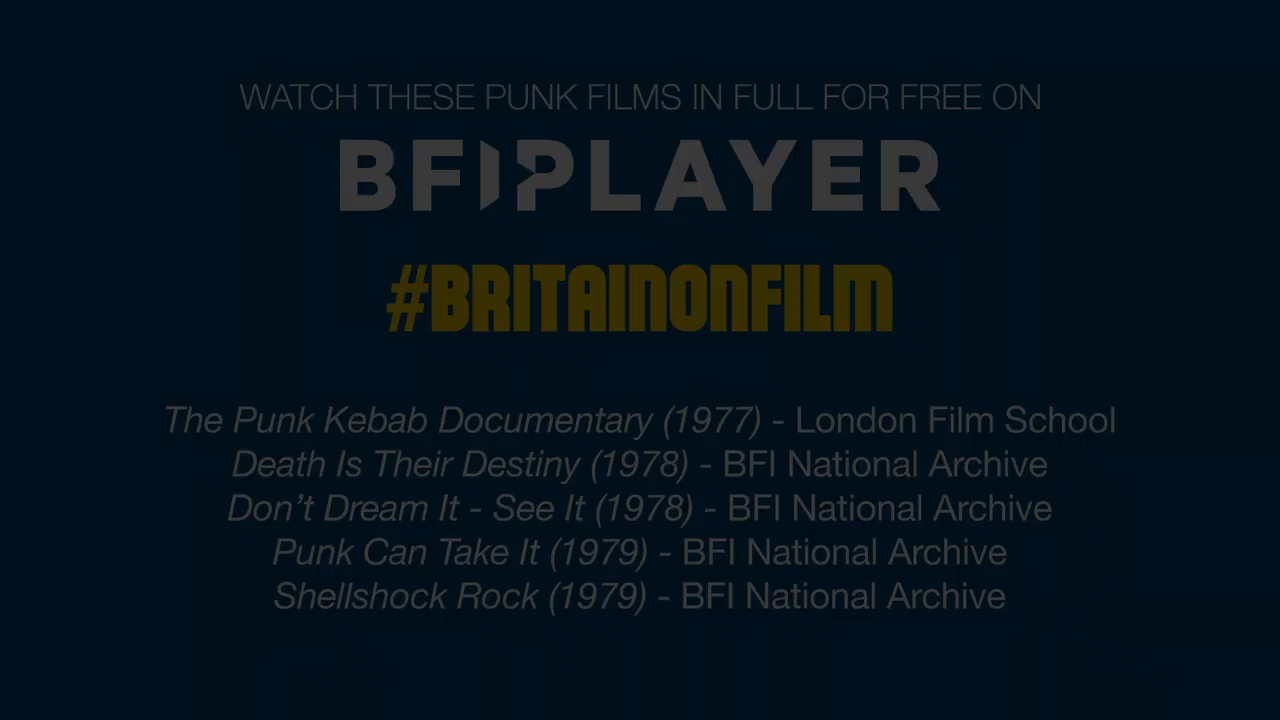 WATCH THESE PUNK FILMS IN FULL FOR FREE ON
BFIPLAYER
#BRITAINONFILM
The Punk Kebab Documentary (1977) - London Film School
Death Is Their Destiny (1978) - BFI National Archive
Don’t Dream It - See It (1978) - BFI National Archive
Punk Can Take It (1979) - BFI National Archive
Shellshock Rock (1979) - BFI National Archive